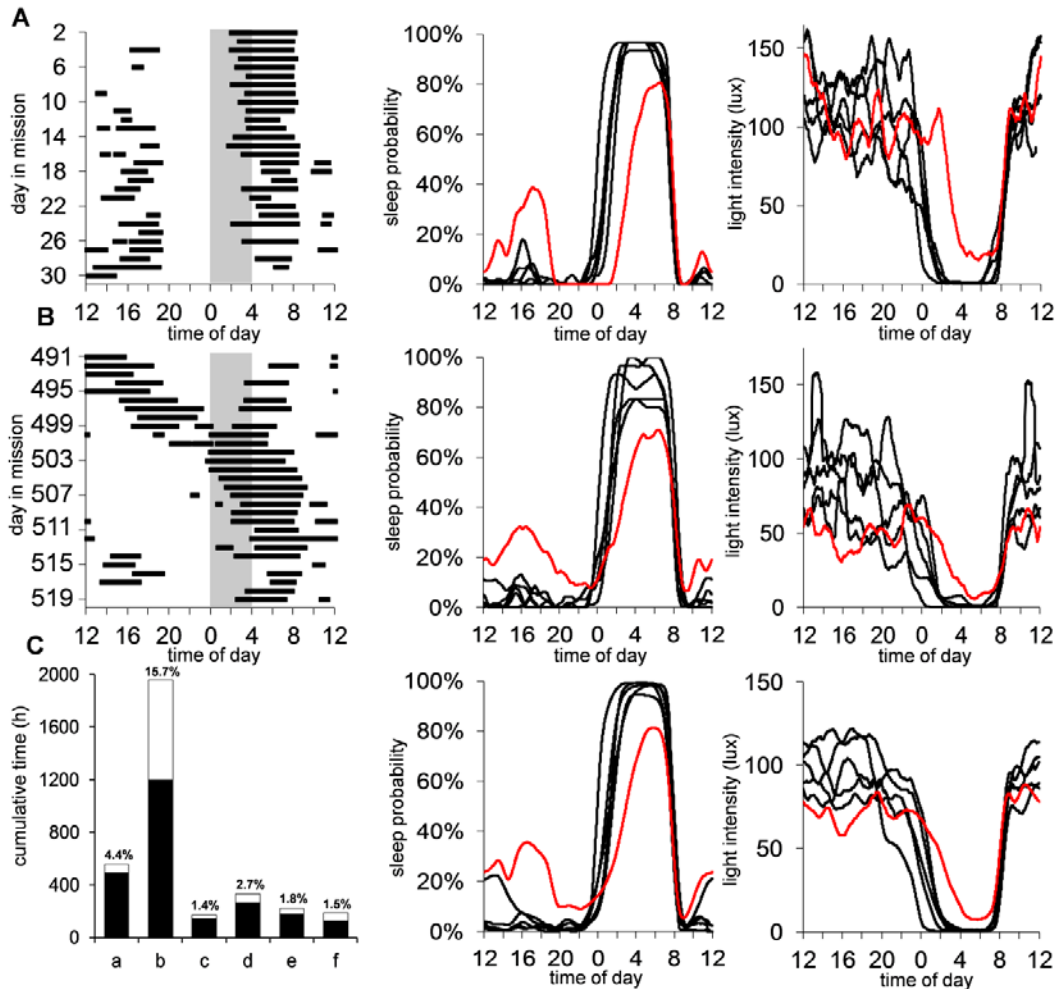 A
day in mission
2
6
10
14
18
22
26
30
12 16 20 0 4 8 12
time of day
sleep probability
100%
80%
60%
40%
20%
0%
12 16 20 0 4 8 12
time of day
light intensity (lux)
150
100
50
0
12 16 20 0 4 8 12
time of day
B
day in mission
491
495
499
503
507
511
515
519
12 16 20 0 4 8 12
time of day
sleep probability
100%
80%
60%
40%
20%
0%
12 16 20 0 4 8 12
time of day
light intensity (lux)
150
100
50
0
12 16 20 0 4 8 12
time of day
C
cumulative time (h)
2000
1600
1200
800
400
0
4.4%
15.7%
1.4%
2.7%
1.8%
1.5%
a b c d e f
sleep probability
100%
80%
60%
40%
20%
0%
12 16 20 0 4 8 12
time of day
light intensity (lux)
150
100
50
0
12 16 20 0 4 8 12
time of day